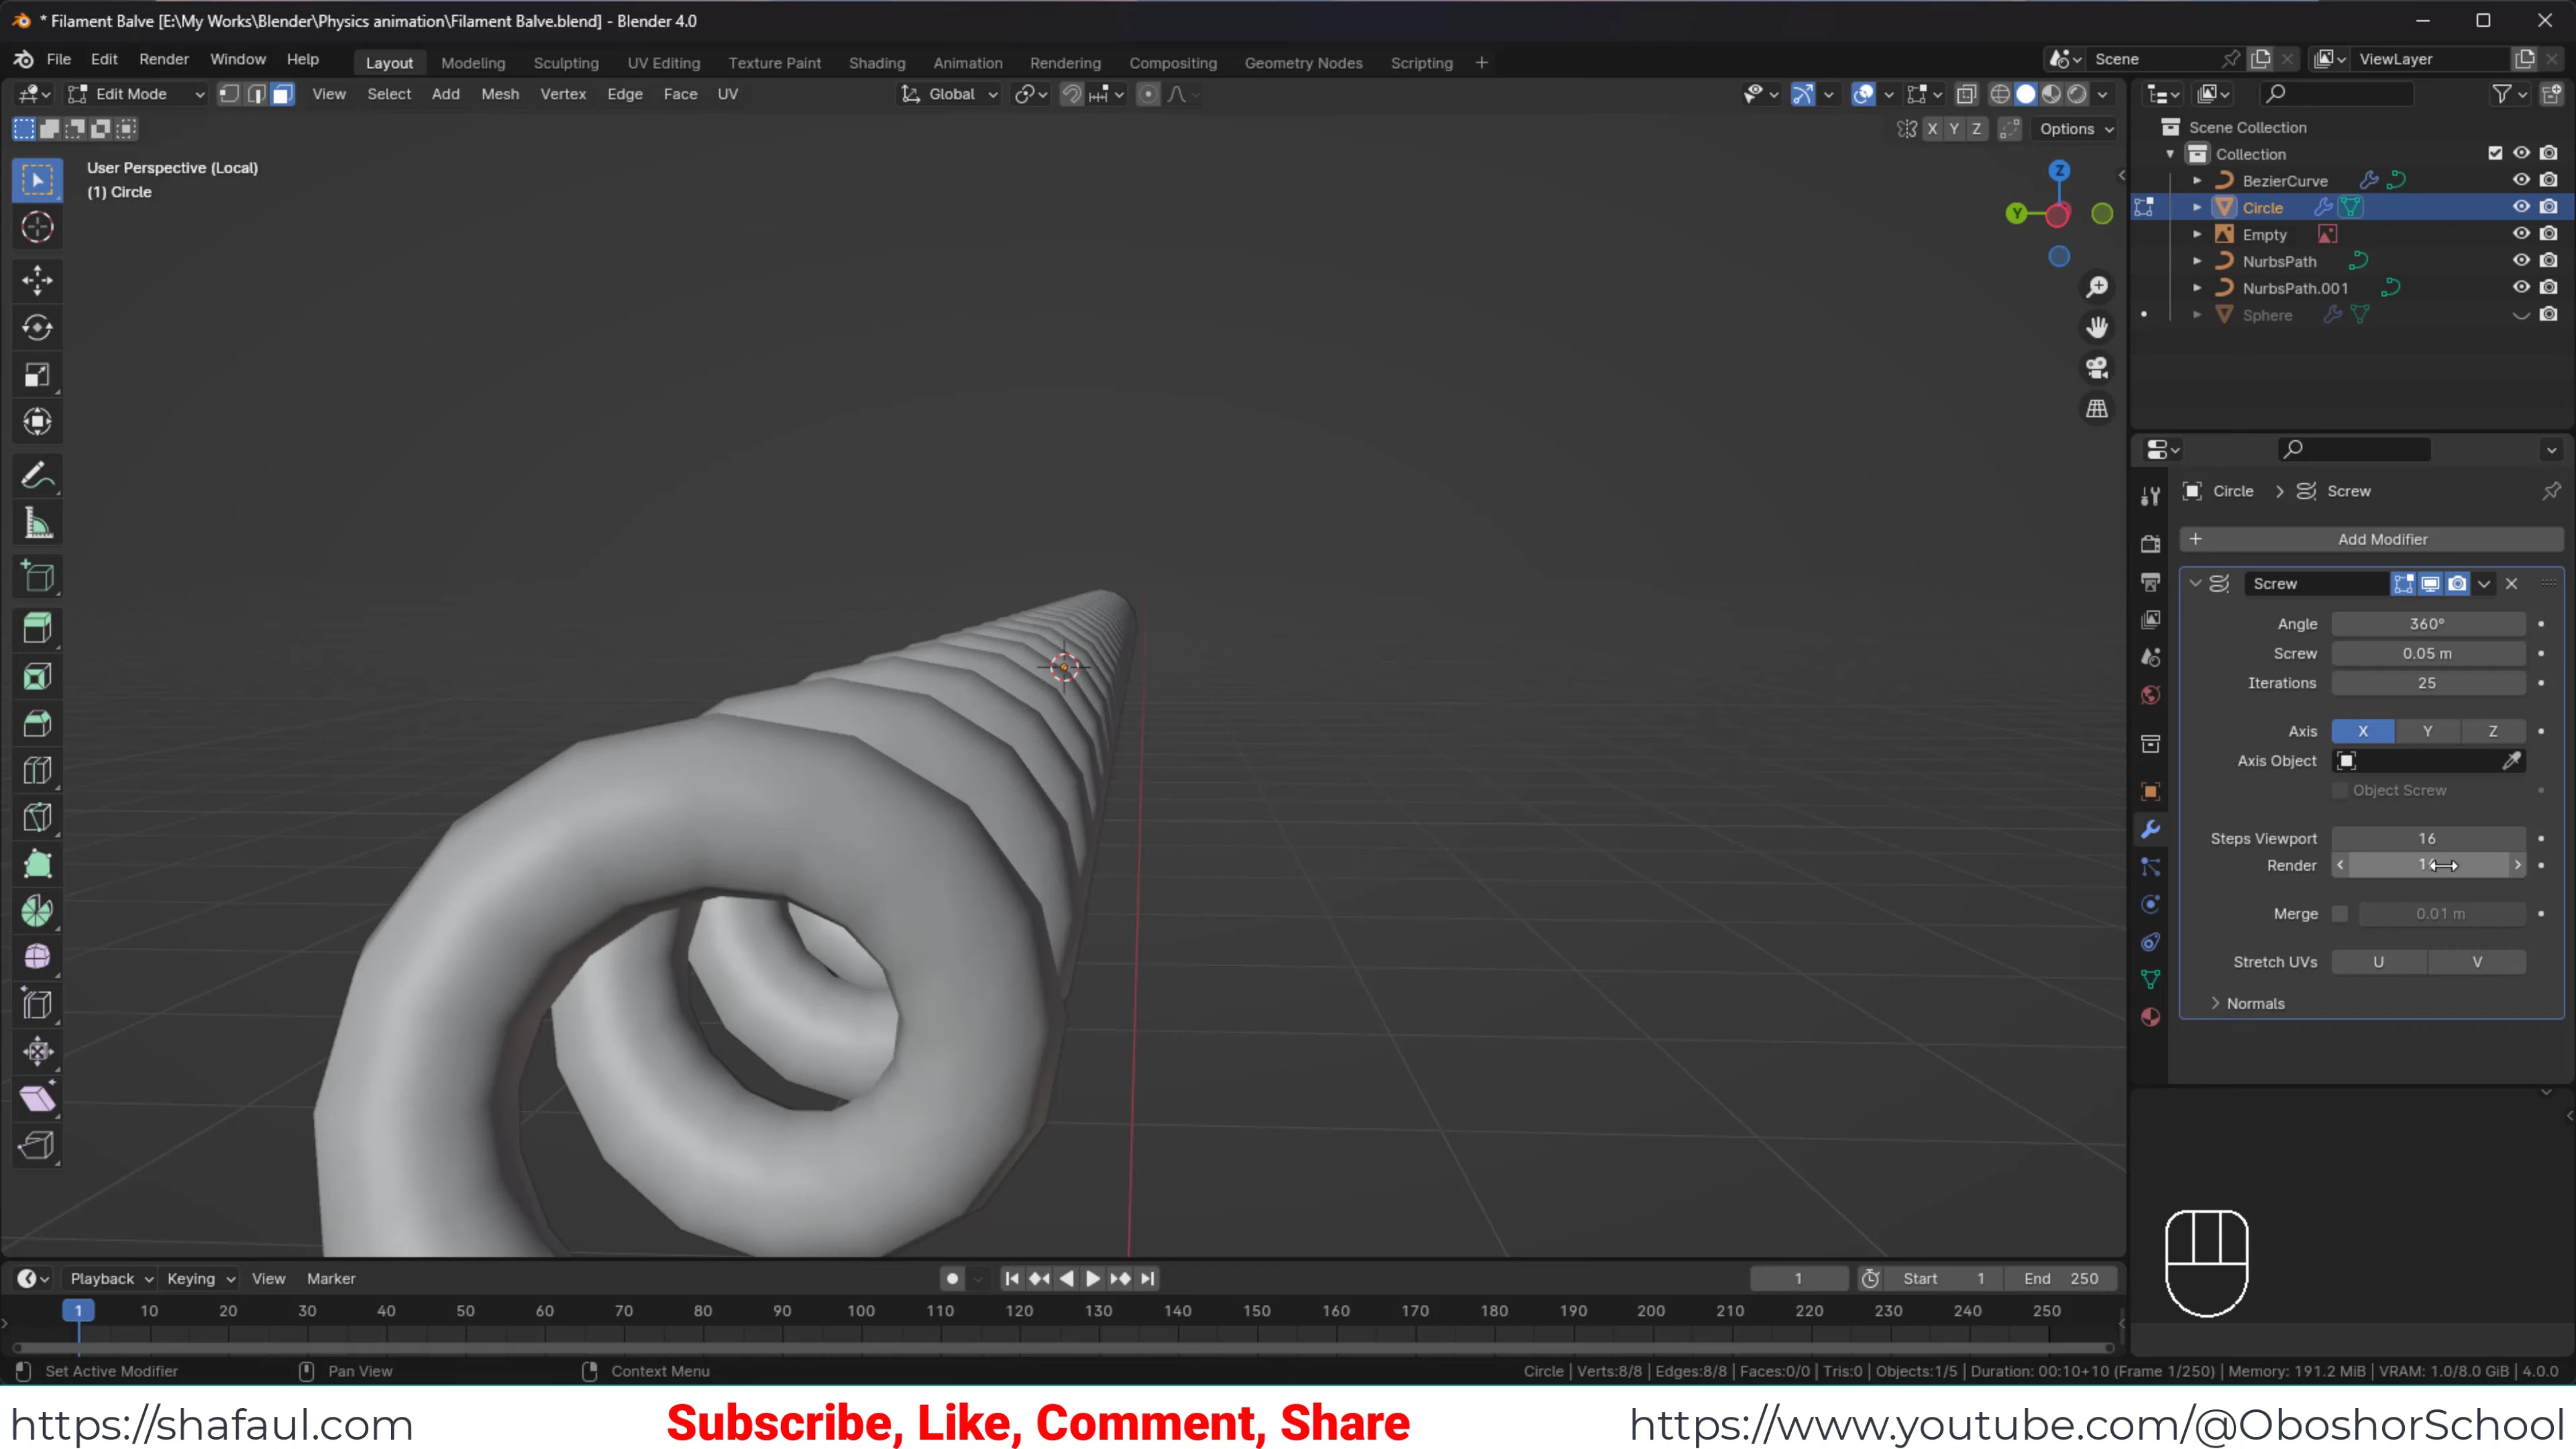 * Filament Balve [E:\My Works\Blender\Physics animation\Filament Balve.blend] - Blender 4.0
File Edit Render Window Help Layout Modeling Sculpting UV Editing Texture Paint Shading Animation Rendering Compositing Geometry Nodes Scripting + Scene ViewLayer
Edit Mode View Select Add Mesh Vertex Edge Face UV Global
X Y Z Options
User Perspective (Local)
(1) Circle
Z
Y
Scene Collection
Collection
BezierCurve
Circle
Empty
NurbsPath
NurbsPath.001
Sphere
Circle > Screw
+ Add Modifier
Screw
Angle 360°
Screw 0.05 m
Iterations 25
Axis X Y Z
Axis Object
Object Screw
Steps Viewport 16
Render
Merge 0.01 m
Stretch UVs U V
Normals
Playback Keying View Marker 1 Start 1 End 250
1 10 20 30 40 50 60 70 80 90 100 110 120 130 140 150 160 170 180 190 200 210 220 230 240 250
Set Active Modifier Pan View Context Menu Circle | Verts:8/8 | Edges:8/8 | Faces:0/0 | Tris:0 | Objects:1/5 | Duration: 00:10+10 (Frame 1/250) | Memory: 191.2 MiB | VRAM: 1.0/8.0 GiB | 4.0.0
https://shafaul.com Subscribe, Like, Comment, Share https://www.youtube.com/@OboshorSchool